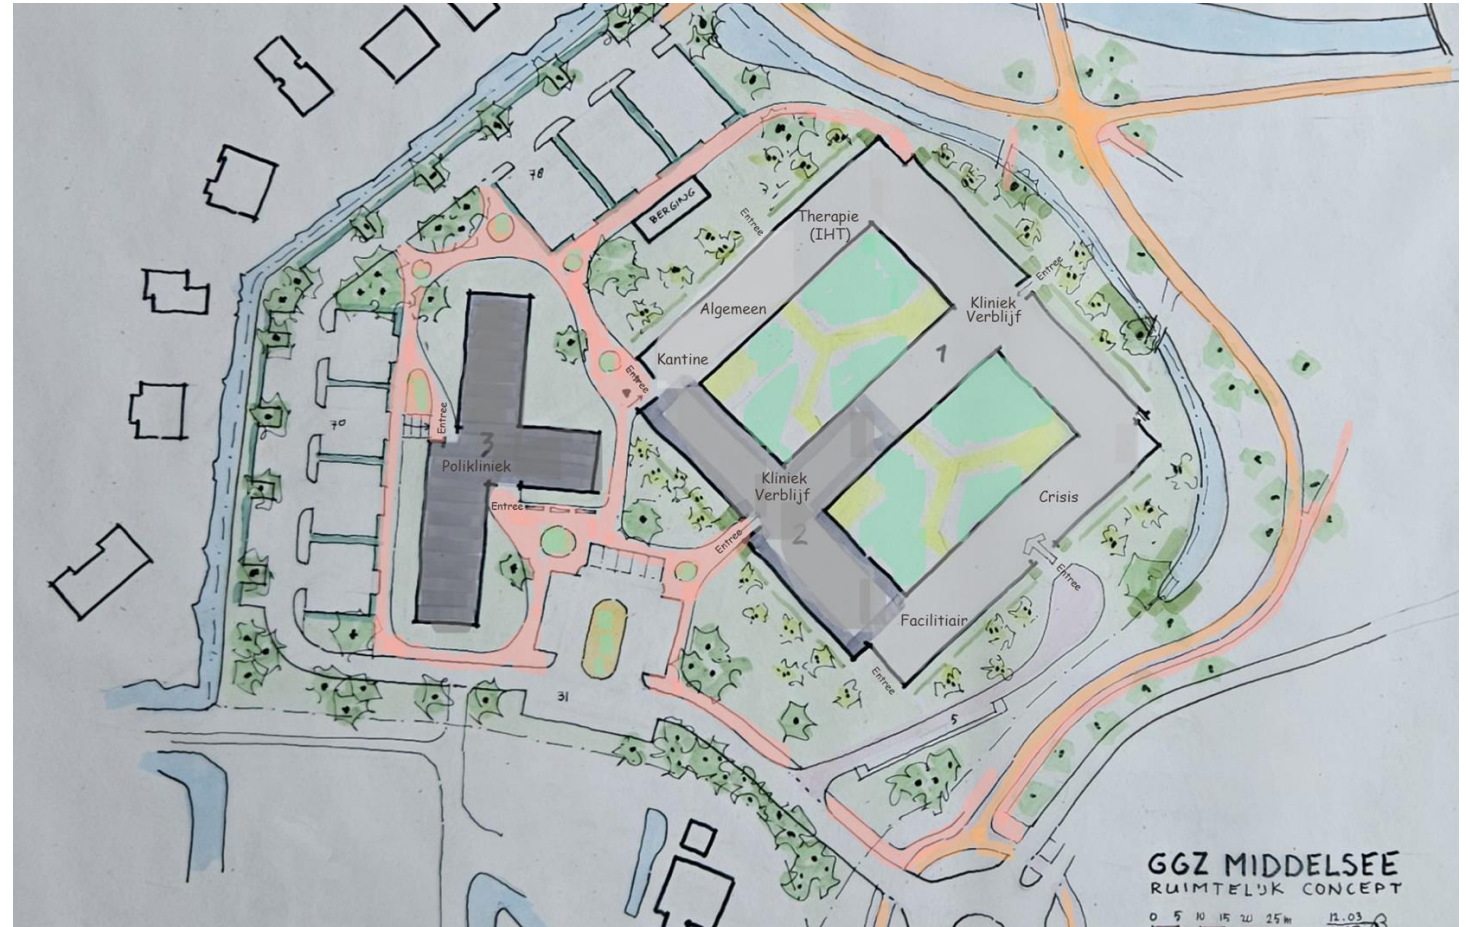 78
BERGING
Entree
Therapie
(IHT)
Entree
Algemeen
Kliniek
Verblijf
1
Kantine
Entree
70
Entree
3
Polikliniek
Kliniek
Verblijf
Entree
Crisis
Entree
2
Entree
Facilitiair
Entree
31
5
GGZ MIDDELSEE
RUIMTELIJK CONCEPT
0 5 10 15 20 25m 12.03